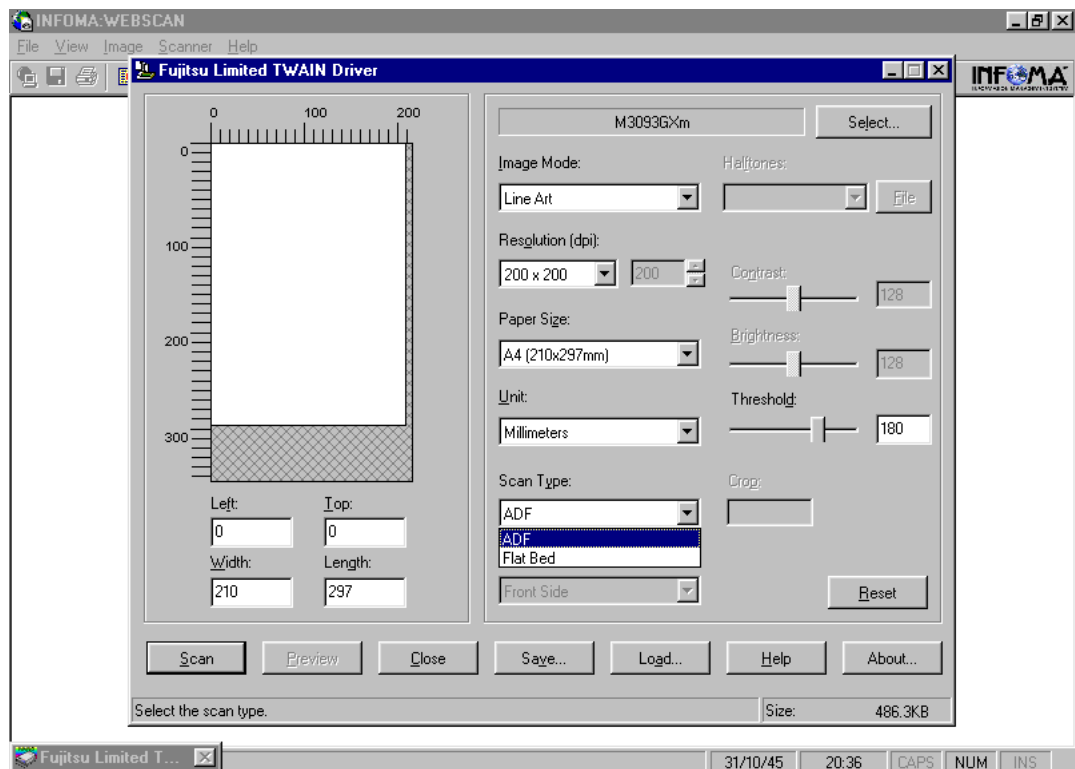 INFOMA:WEBSCAN
File View Image Scanner Help
Fujitsu Limited TWAIN Driver
INFOMA
0 100 200
0
100
200
300
Left: Top:
0 0
Width: Length:
210 297
M3093GXm Select...
Image Mode: Halftones:
Line Art File
Resolution (dpi):
200 x 200 200 Contrast: 128
Paper Size: Brightness:
A4 (210x297mm) 128
Unit: Threshold:
Millimeters 180
Scan Type: Crop:
ADF
ADF
Flat Bed
Front Side Reset
Scan Preview Close Save... Load... Help About...
Select the scan type. Size: 486.3KB
Fujitsu Limited T... 31/10/45 20:36 CAPS NUM INS